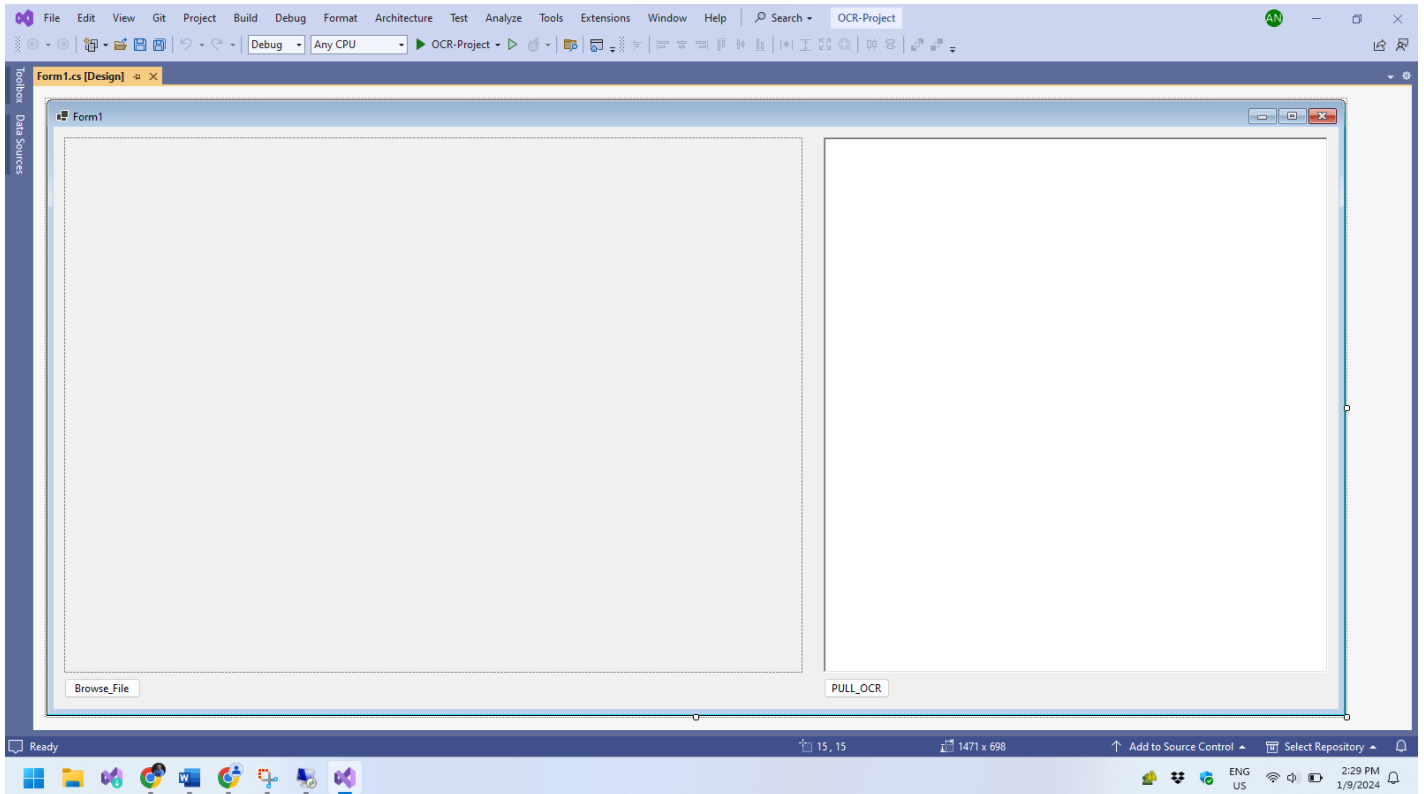 File Edit View Git Project Build Debug Format Architecture Test Analyze Tools Extensions Window Help Search OCR-Project AN
Debug Any CPU OCR-Project
Form1.cs [Design]
Toolbox
Data Sources
Form1
Browse_File
PULL_OCR
Ready 15 , 15 1471 x 698 Add to Source Control Select Repository
ENG 2:29 PM
US 1/9/2024